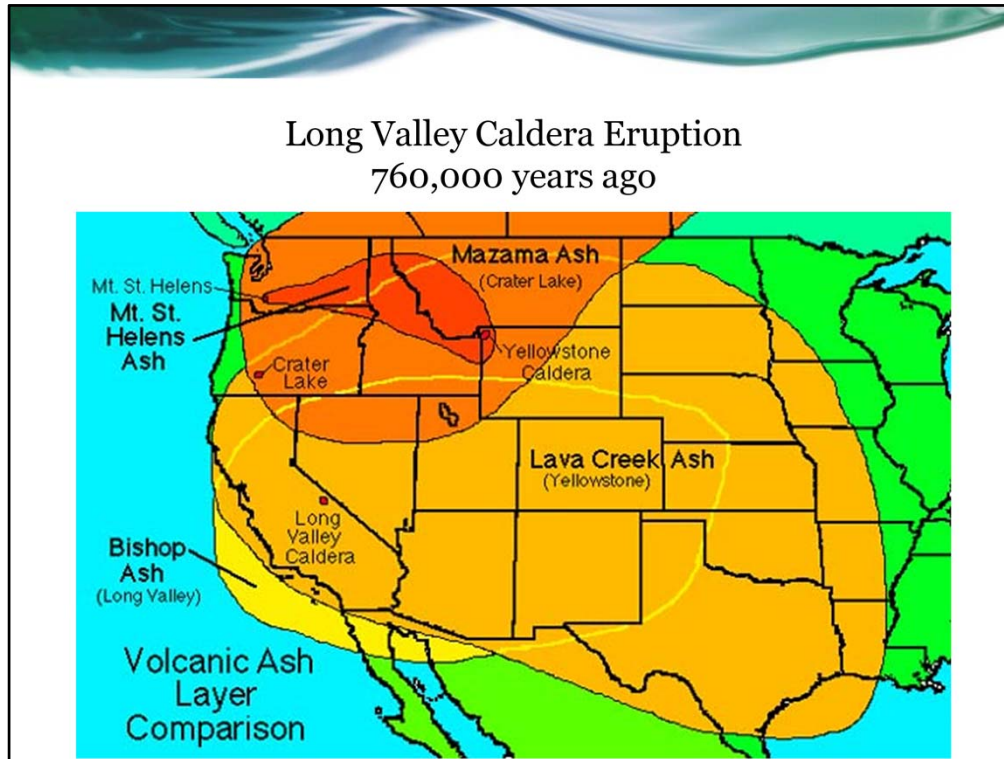 Long Valley Caldera Eruption
760,000 years ago
Mazama Ash
(Crater Lake)
Mt. St. Helens
Mt. St.
Helens
Ash
Crater
Lake
Yellowstone
Caldera
Lava Creek Ash
(Yellowstone)
Long
Valley
Caldera
Bishop
Ash
(Long Valley)
Volcanic Ash
Layer
Comparison